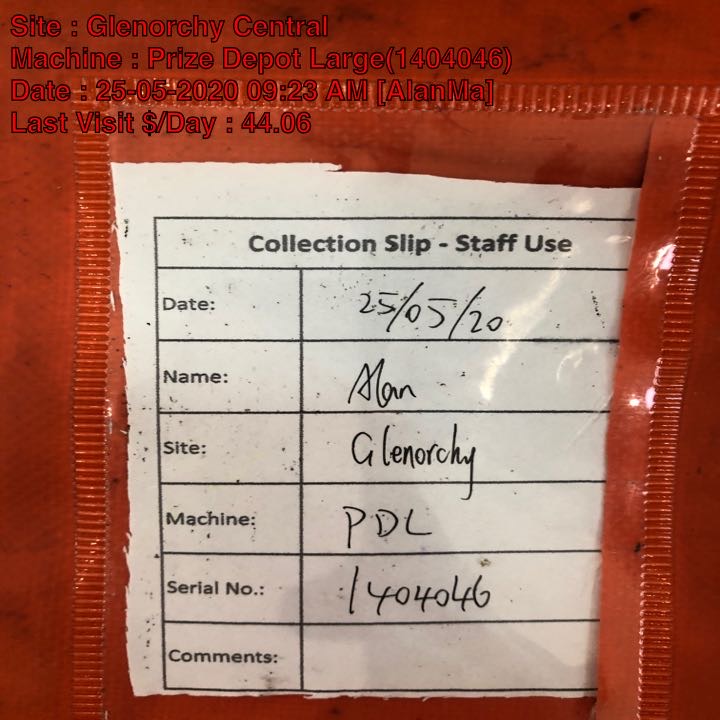 Site : Glenorchy Central
Machine : Prize Depot Large(1404046)
Date : 25-05-2020 09:23 AM [AlanMa]
Last Visit $/Day : 44.06
Collection Slip - Staff Use
Date: 25/05/20
Name: Alan
Site: Glenorchy
Machine: PDL
Serial No.: 1404046
Comments: